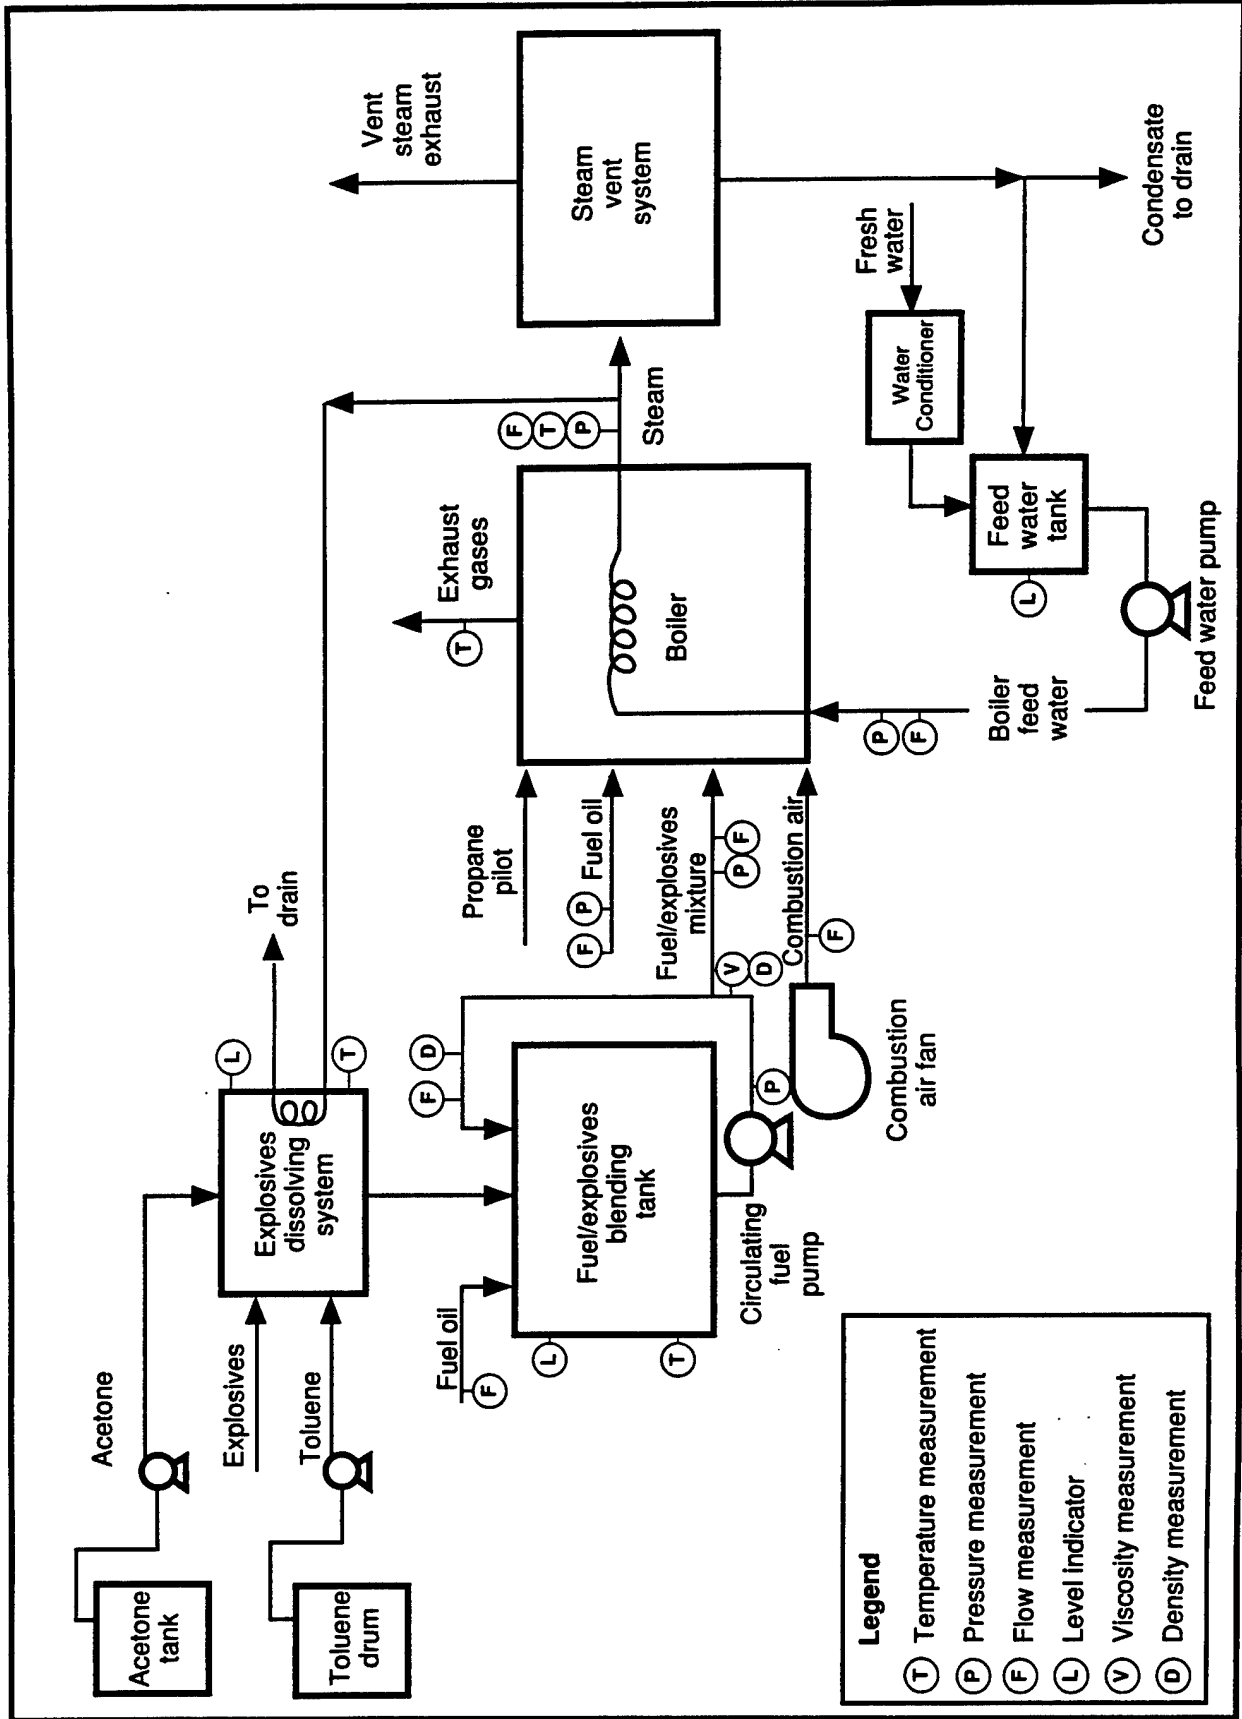 Acetone
tank
Acetone
Toluene
drum
Explosives
Toluene
Explosives
dissolving
system
L
T
To
drain
Fuel oil
F
L
T
Fuel/explosives
blending
tank
F
D
Circulating
fuel
pump
P
V
D
Combustion
air fan
F
Combustion air
Propane
pilot
F
P
Fuel oil
Fuel/explosives
mixture
P
F
Boiler
T
Exhaust
gases
F
T
P
Steam
Steam
vent
system
Vent
steam
exhaust
P
F
Boiler
feed
water
Feed water pump
L
Feed
water
tank
Water
Conditioner
Fresh
water
Condensate
to drain
Legend
T Temperature measurement
P Pressure measurement
F Flow measurement
L Level indicator
V Viscosity measurement
D Density measurement